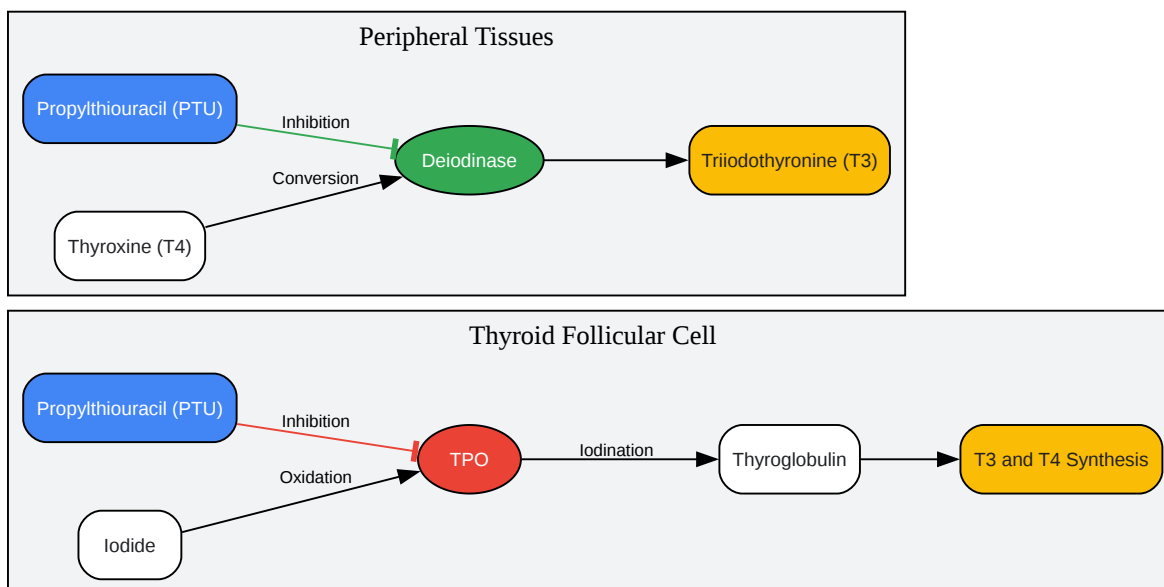 Peripheral Tissues
Propylthiouracil (PTU)
Inhibition
Deiodinase
Triiodothyronine (T3)
Conversion
Thyroxine (T4)
Thyroid Follicular Cell
Propylthiouracil (PTU)
Inhibition
TPO
Iodination
Thyroglobulin
T3 and T4 Synthesis
Oxidation
Iodide